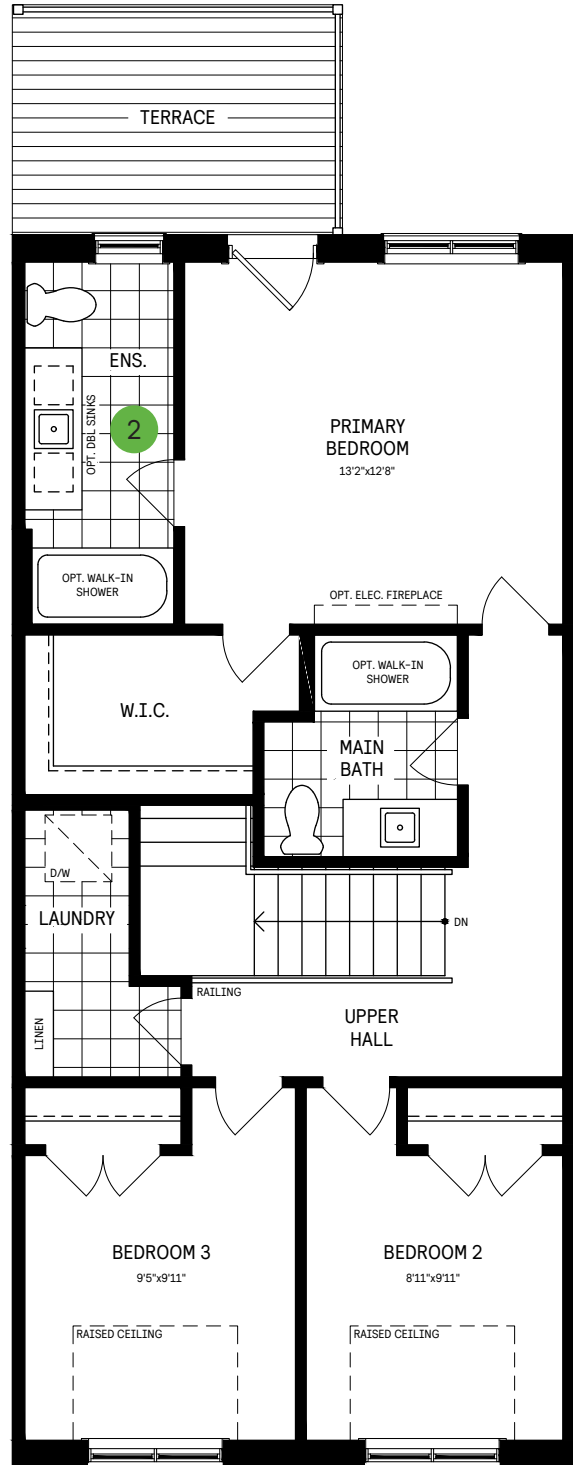 TERRACE
ENS.
OPT. DBL SINKS
2
PRIMARY
BEDROOM
13'2"x12'8"
OPT. WALK-IN
SHOWER
OPT. ELEC. FIREPLACE
W.I.C.
OPT. WALK-IN
SHOWER
MAIN
BATH
D/W
LAUNDRY
DN
LINEN
RAILING
UPPER
HALL
BEDROOM 3
9'5"x9'11"
BEDROOM 2
8'11"x9'11"
RAISED CEILING
RAISED CEILING